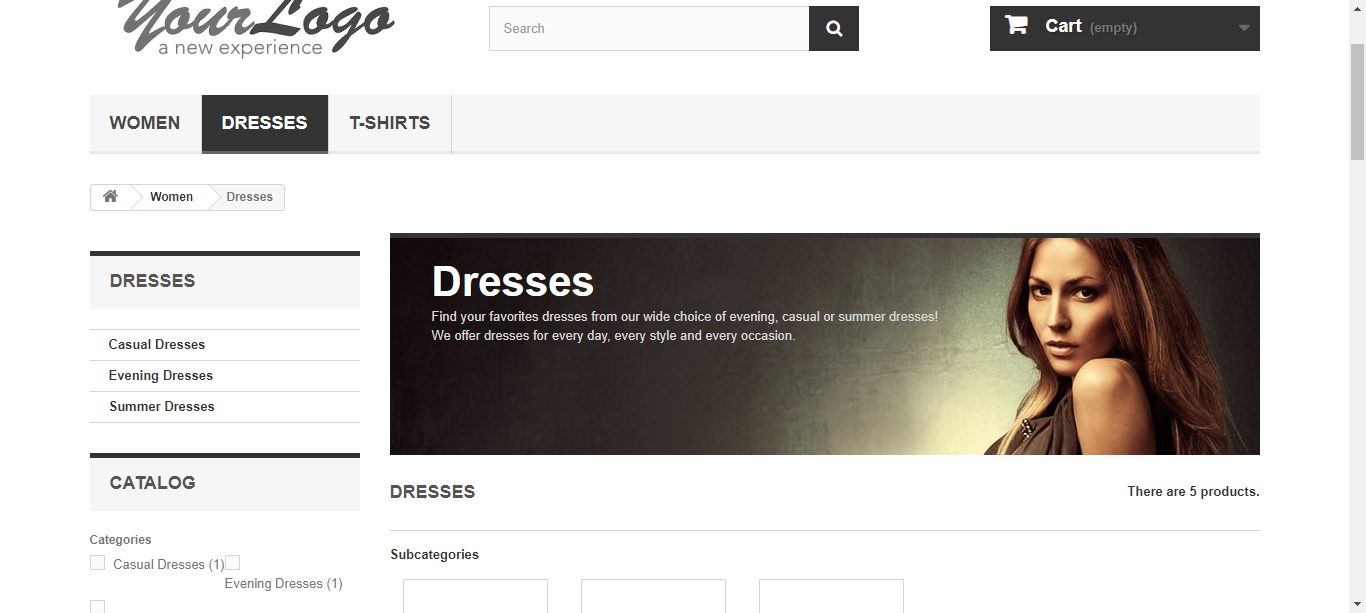 YourLogo
a new experience
Search
Cart (empty)
WOMEN
DRESSES
T-SHIRTS
Women
Dresses
DRESSES
Casual Dresses
Evening Dresses
Summer Dresses
CATALOG
Categories
Casual Dresses (1)
Evening Dresses (1)
Dresses
Find your favorites dresses from our wide choice of evening, casual or summer dresses!
We offer dresses for every day, every style and every occasion.
DRESSES
There are 5 products.
Subcategories